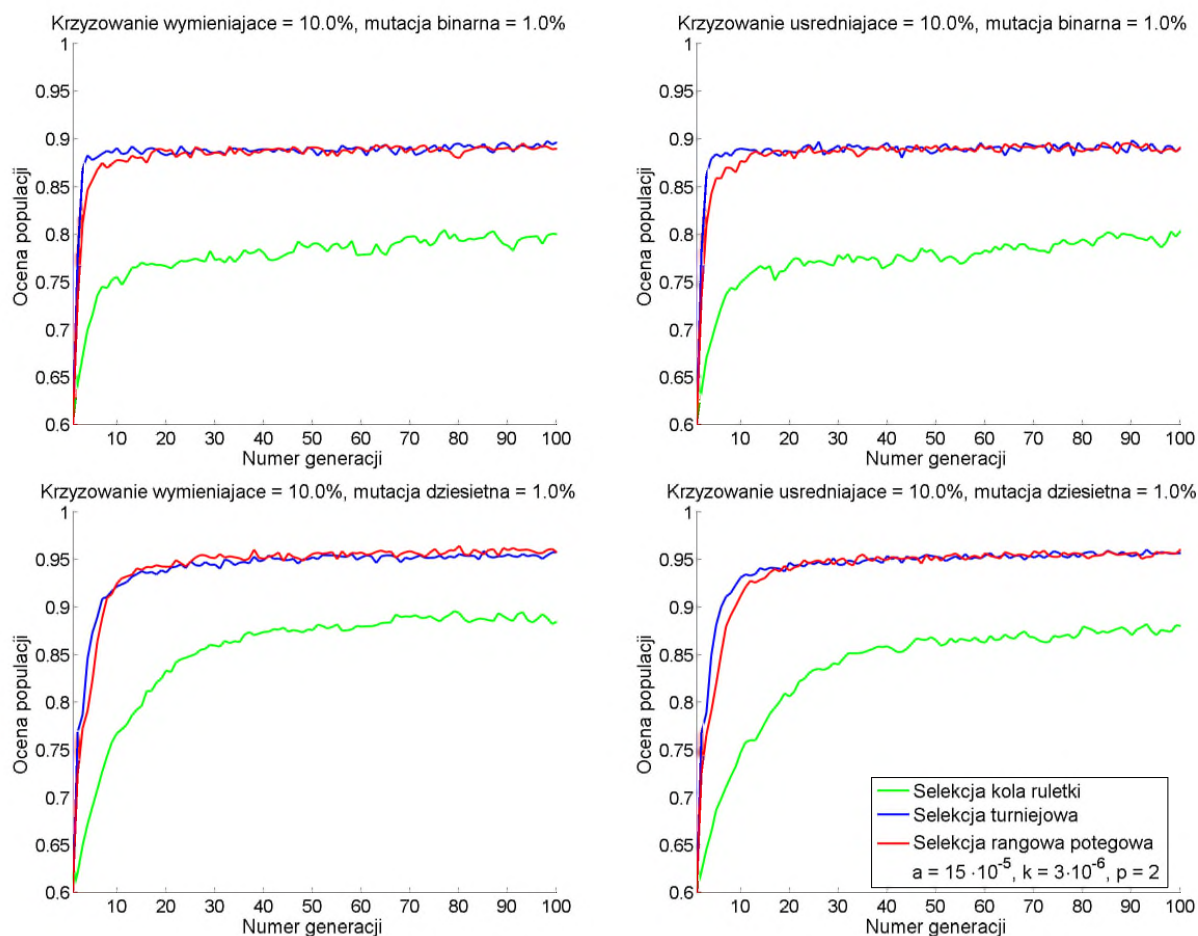 Krzyzowanie wymieniajace = 10.0%, mutacja binarna = 1.0%
1
0.95
0.9
0.85
0.8
0.75
0.7
0.65
0.6
Ocena populacji
10 20 30 40 50 60 70 80 90 100
Numer generacji
Krzyzowanie usredniajace = 10.0%, mutacja binarna = 1.0%
1
0.95
0.9
0.85
0.8
0.75
0.7
0.65
0.6
Ocena populacji
10 20 30 40 50 60 70 80 90 100
Numer generacji
Krzyzowanie wymieniajace = 10.0%, mutacja dziesietna = 1.0%
1
0.95
0.9
0.85
0.8
0.75
0.7
0.65
0.6
Ocena populacji
10 20 30 40 50 60 70 80 90 100
Numer generacji
Krzyzowanie usredniajace = 10.0%, mutacja dziesietna = 1.0%
1
0.95
0.9
0.85
0.8
0.75
0.7
0.65
0.6
Ocena populacji
10 20 30 40 50 60 70 80 90 100
Numer generacji
Selekcja kola ruletki
Selekcja turniejowa
Selekcja rangowa potegowa
a = 15 ·10⁻⁵, k = 3·10⁻⁶, p = 2